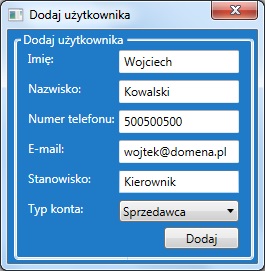 Dodaj użytkownika
Dodaj użytkownika
Imię: Wojciech
Nazwisko: Kowalski
Numer telefonu: 500500500
E-mail: wojtek@domena.pl
Stanowisko: Kierownik
Typ konta: Sprzedawca
Dodaj